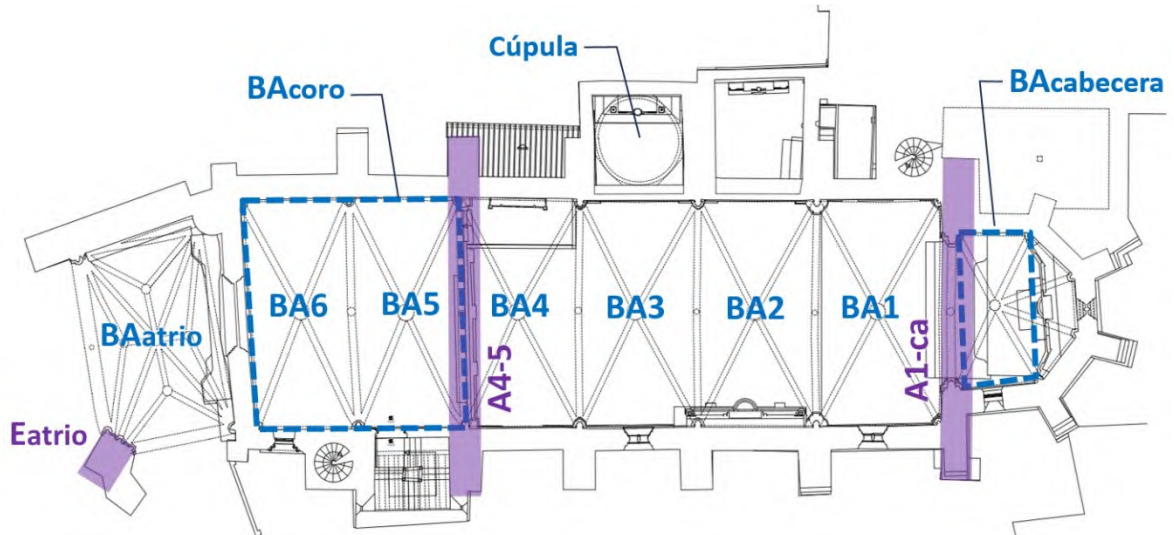 Cúpula
BAcoro
BAcabecera
BA6
BA5
BA4
BA3
BA2
BA1
BAatrio
A4-5
A1-ca
Eatrio